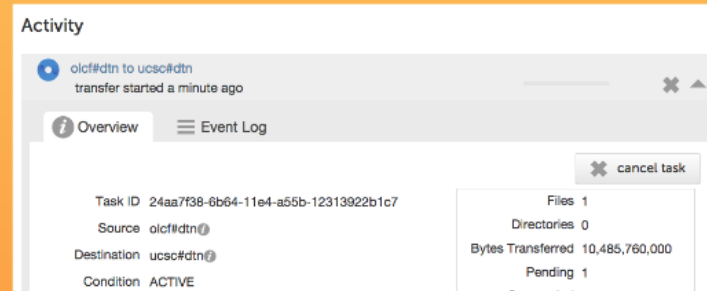 Activity
olcf#dtn to ucsc#dtn
transfer started a minute ago
Overview
Event Log
cancel task
Task ID 24aa7f38-6b64-11e4-a55b-12313922b1c7
Source olcf#dtn
Destination ucsc#dtn
Condition ACTIVE
Files 1
Directories 0
Bytes Transferred 10,485,760,000
Pending 1